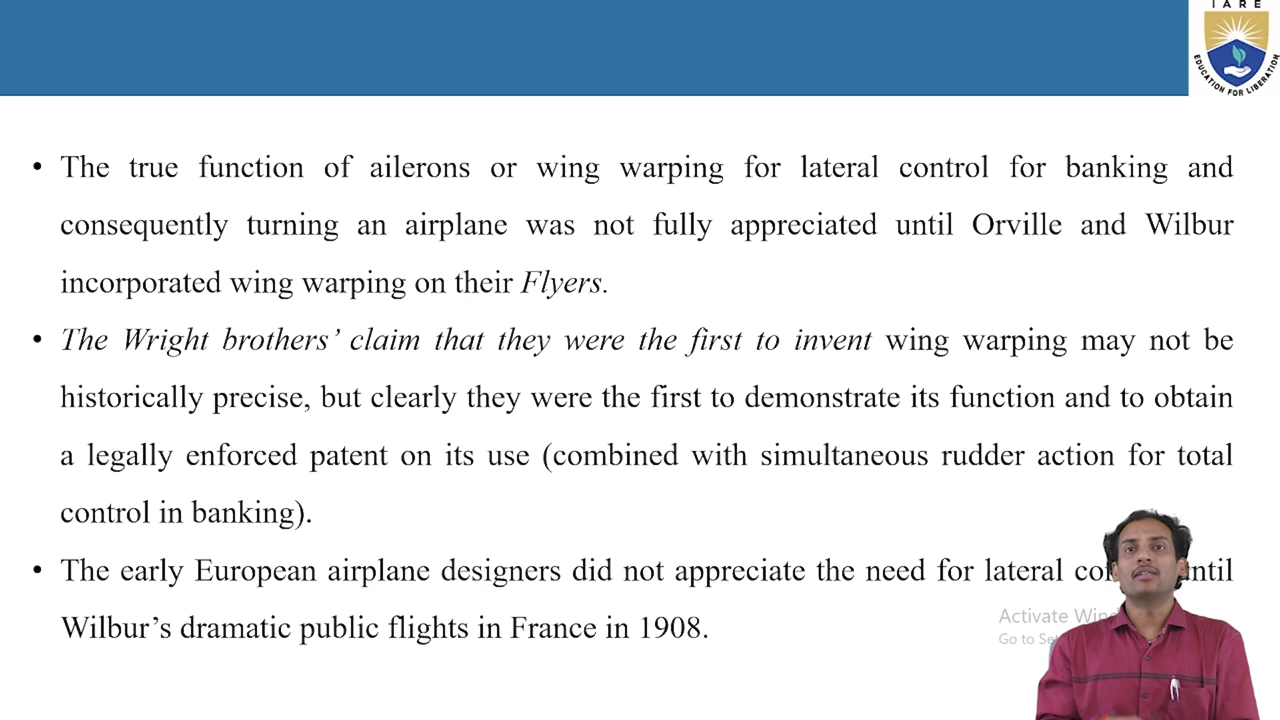 IARE
EDUCATION FOR LIBERATION
• The true function of ailerons or wing warping for lateral control for banking and
consequently turning an airplane was not fully appreciated until Orville and Wilbur
incorporated wing warping on their Flyers.
• The Wright brothers’ claim that they were the first to invent wing warping may not be
historically precise, but clearly they were the first to demonstrate its function and to obtain
a legally enforced patent on its use (combined with simultaneous rudder action for total
control in banking).
• The early European airplane designers did not appreciate the need for lateral
Wilbur’s dramatic public flights in France in 1908.
Activate
Go to